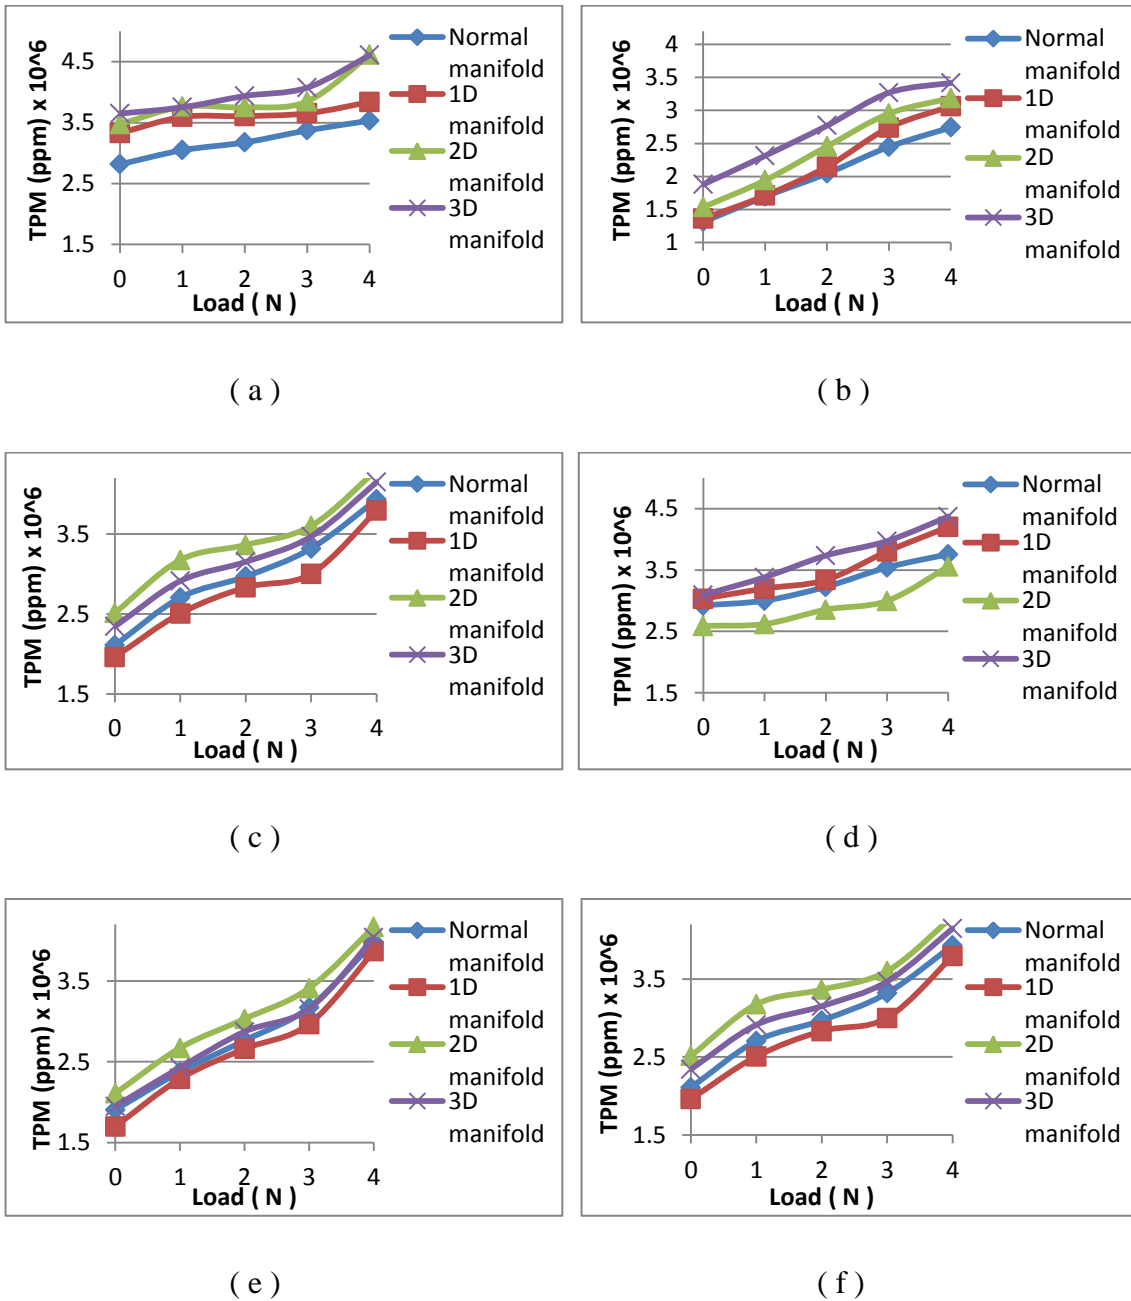 TPM (ppm) x 10^6
4.5
3.5
2.5
1.5
0 1 2 3 4
Load ( N )
Normal
manifold
1D
manifold
2D
manifold
3D
manifold
( a )
TPM (ppm) x 10^6
4
3.5
3
2.5
2
1.5
1
0 1 2 3 4
Load ( N )
Normal
manifold
1D
manifold
2D
manifold
3D
manifold
( b )
TPM (ppm) x 10^6
3.5
2.5
1.5
0 1 2 3 4
Load ( N )
Normal
manifold
1D
manifold
2D
manifold
3D
manifold
( c )
TPM (ppm) x 10^6
4.5
3.5
2.5
1.5
0 1 2 3 4
Load ( N )
Normal
manifold
1D
manifold
2D
manifold
3D
manifold
( d )
TPM (ppm) x 10^6
3.5
2.5
1.5
0 1 2 3 4
Load ( N )
Normal
manifold
1D
manifold
2D
manifold
3D
manifold
( e )
TPM (ppm) x 10^6
3.5
2.5
1.5
0 1 2 3 4
Load ( N )
Normal
manifold
1D
manifold
2D
manifold
3D
manifold
( f )